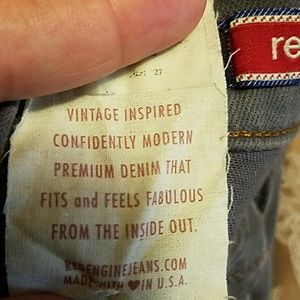 27
re
VINTAGE INSPIRED
CONFIDENTLY MODERN
PREMIUM DENIM THAT
FITS and FEELS FABULOUS
FROM THE INSIDE OUT.
REDENGINEJEANS.COM
MADE WITH ♥ IN U.S.A.